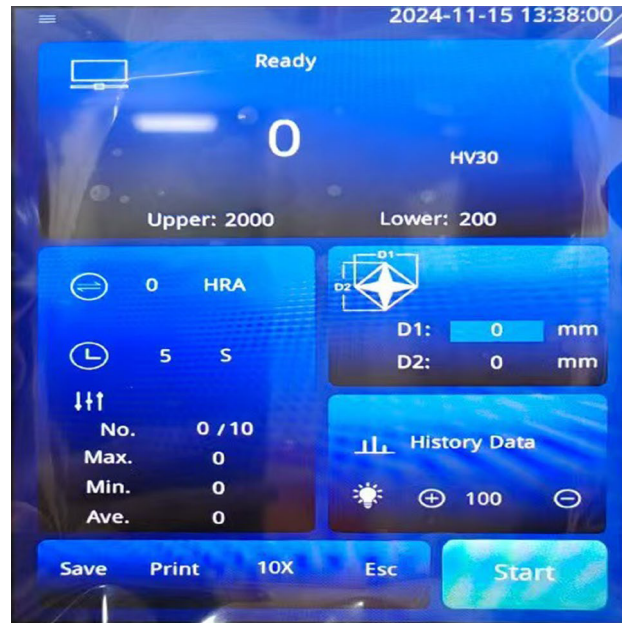 2024-11-15 13:38:00
Ready
0
HV30
Upper: 2000 Lower: 200
0 HRA
5 S
No. 0 / 10
Max. 0
Min. 0
Ave. 0
D1
D2
D1: 0 mm
D2: 0 mm
History Data
100
Save Print 10X Esc Start